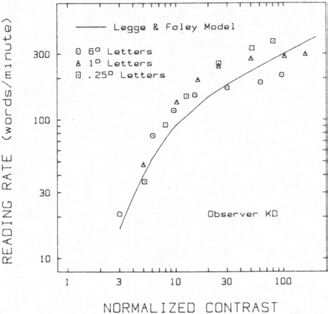 Legge & Foley Model
6° Letters
1° Letters
.25° Letters
READING RATE (words/minute)
300
100
30
10
Observer KD
1
3
10
30
100
NORMALIZED CONTRAST